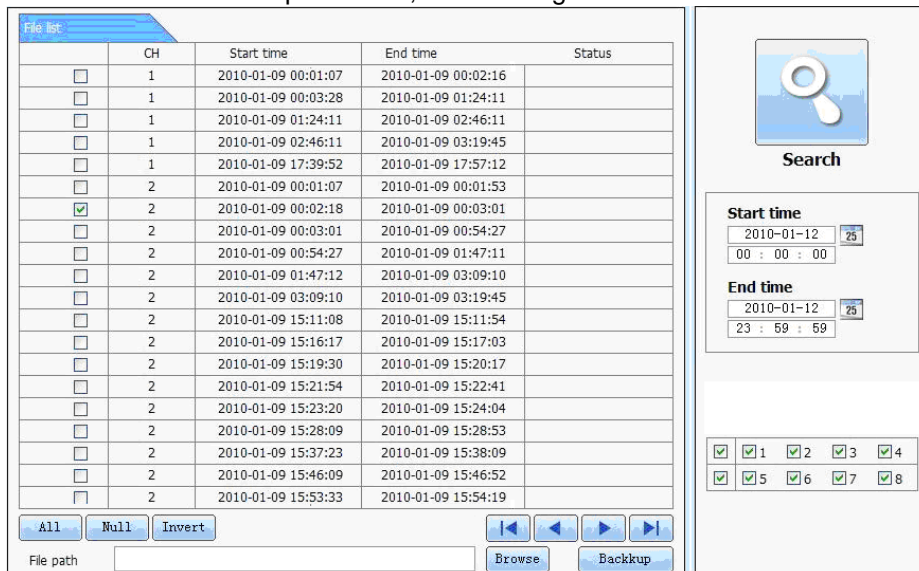 File list
CH Start time End time Status
1 2010-01-09 00:01:07 2010-01-09 00:02:16
1 2010-01-09 00:03:28 2010-01-09 01:24:11
1 2010-01-09 01:24:11 2010-01-09 02:46:11
1 2010-01-09 02:46:11 2010-01-09 03:19:45
1 2010-01-09 17:39:52 2010-01-09 17:57:12
2 2010-01-09 00:01:07 2010-01-09 00:01:53
2 2010-01-09 00:02:18 2010-01-09 00:03:01
2 2010-01-09 00:03:01 2010-01-09 00:54:27
2 2010-01-09 00:54:27 2010-01-09 01:47:11
2 2010-01-09 01:47:12 2010-01-09 03:09:10
2 2010-01-09 03:09:10 2010-01-09 03:19:45
2 2010-01-09 15:11:08 2010-01-09 15:11:54
2 2010-01-09 15:16:17 2010-01-09 15:17:03
2 2010-01-09 15:19:30 2010-01-09 15:20:17
2 2010-01-09 15:21:54 2010-01-09 15:22:41
2 2010-01-09 15:23:20 2010-01-09 15:24:04
2 2010-01-09 15:28:09 2010-01-09 15:28:53
2 2010-01-09 15:37:23 2010-01-09 15:38:09
2 2010-01-09 15:46:09 2010-01-09 15:46:52
2 2010-01-09 15:53:33 2010-01-09 15:54:19
All Null Invert
File path Browse Backkup
Search
Start time
2010-01-12 25
00 : 00 : 00
End time
2010-01-12 25
23 : 59 : 59
1 2 3 4
5 6 7 8